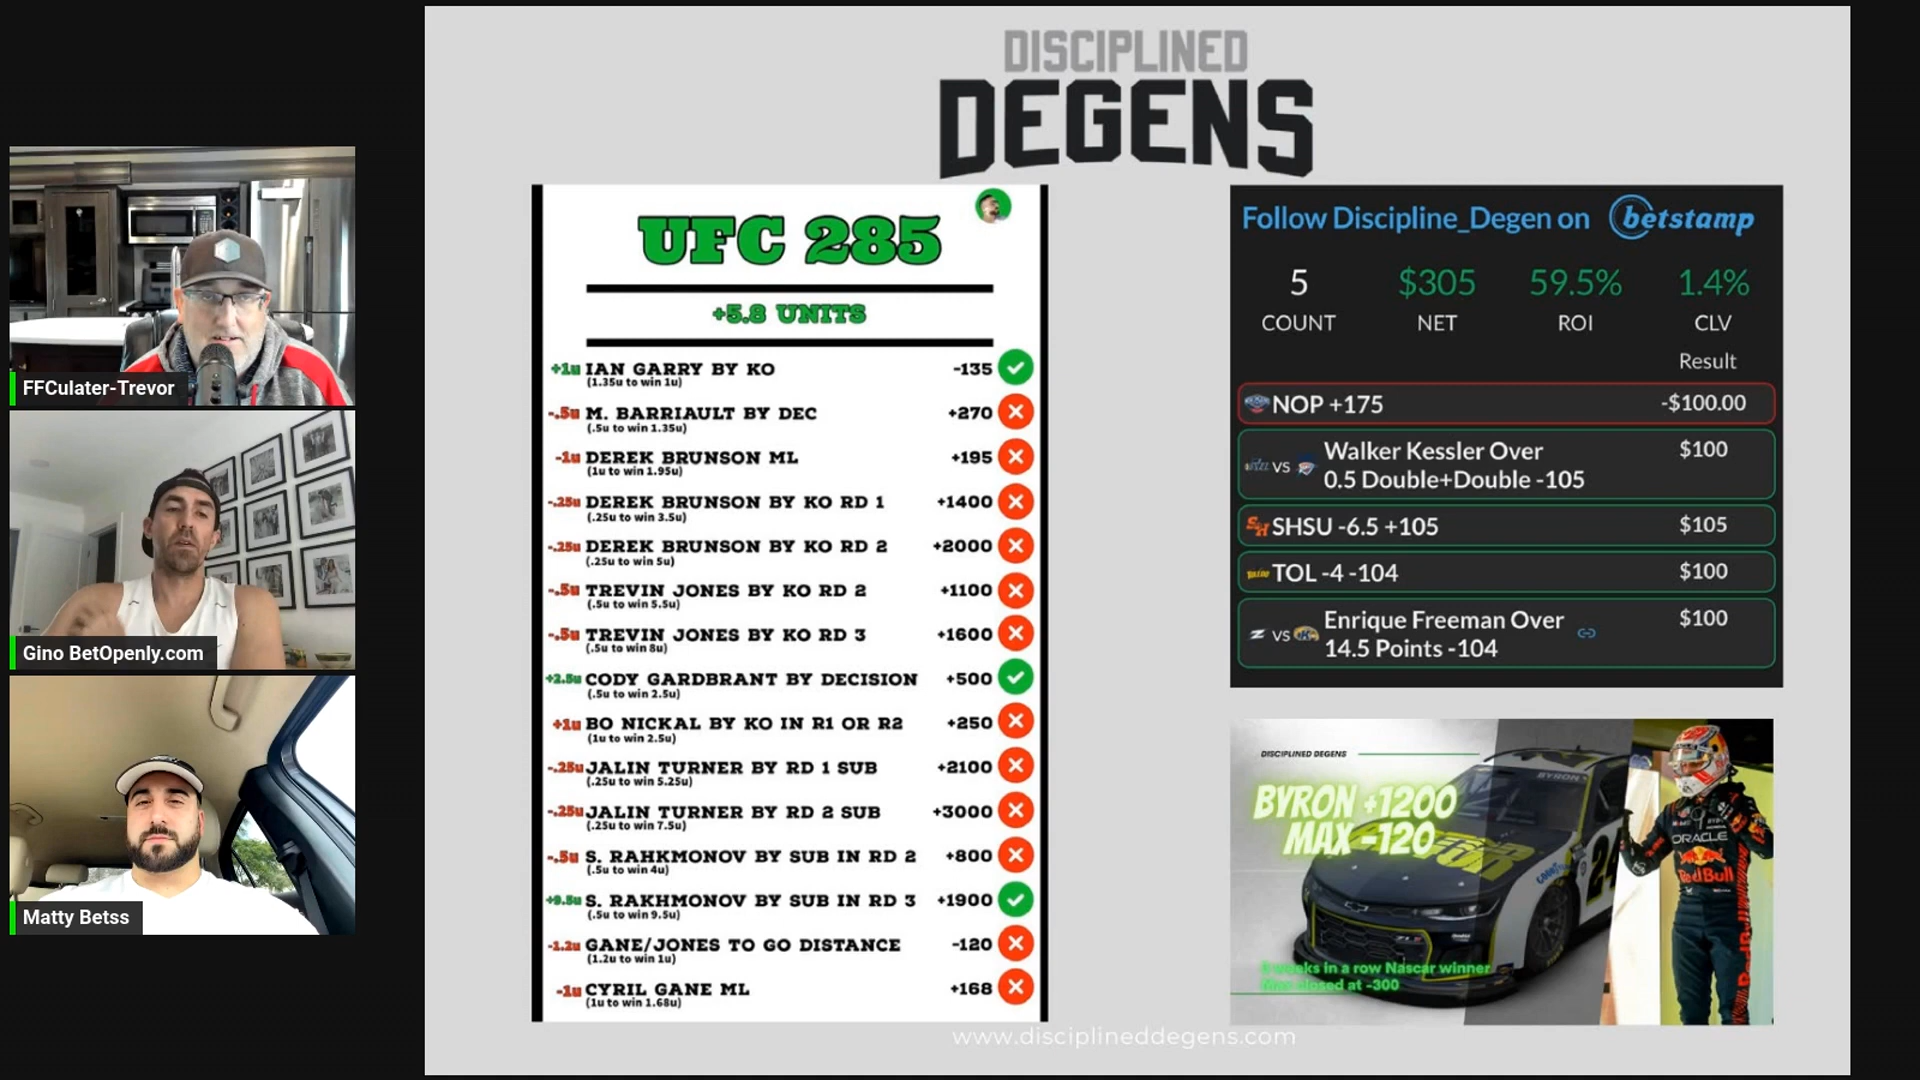 DISCIPLINED
DEGENS
FFCulater-Trevor
Gino BetOpenly.com
Matty Betss
UFC 285
+5.8 UNITS
+1u IAN GARRY BY KO -135
(1.35u to win 1u)
-.5u M. BARRIAULT BY DEC +270
(.5u to win 1.35u)
-1u DEREK BRUNSON ML +195
(1u to win 1.95u)
-.25u DEREK BRUNSON BY KO RD 1 +1400
(.25u to win 3.5u)
-.25u DEREK BRUNSON BY KO RD 2 +2000
(.25u to win 5u)
-.5u TREVIN JONES BY KO RD 2 +1100
(.5u to win 5.5u)
-.5u TREVIN JONES BY KO RD 3 +1600
(.5u to win 8u)
+2.5u CODY GARDBRANT BY DECISION +500
(.5u to win 2.5u)
+1u BO NICKAL BY KO IN R1 OR R2 +250
(1u to win 2.5u)
-.25u JALIN TURNER BY RD 1 SUB +2100
(.25u to win 5.25u)
-.25u JALIN TURNER BY RD 2 SUB +3000
(.25u to win 7.5u)
-.5u S. RAHKMONOV BY SUB IN RD 2 +800
(.5u to win 4u)
+9.5u S. RAKHMONOV BY SUB IN RD 3 +1900
(.5u to win 9.5u)
-1.2u GANE/JONES TO GO DISTANCE -120
(1.2u to win 1u)
-1u CYRIL GANE ML +168
(1u to win 1.68u)
Follow Discipline_Degen on betstamp
5 $305 59.5% 1.4%
COUNT NET ROI CLV
Result
NOP +175 -$100.00
Walker Kessler Over $100
VS
0.5 Double+Double -105
SHSU -6.5 +105 $105
TOL -4 -104 $100
Enrique Freeman Over $100
VS
14.5 Points -104
DISCIPLINED DEGENS
BYRON +1200
MAX -120
BYRON
24
ORACLE
Red Bull
weeks in a row Nascar winner
Max closed at -300
www.disciplineddegens.com